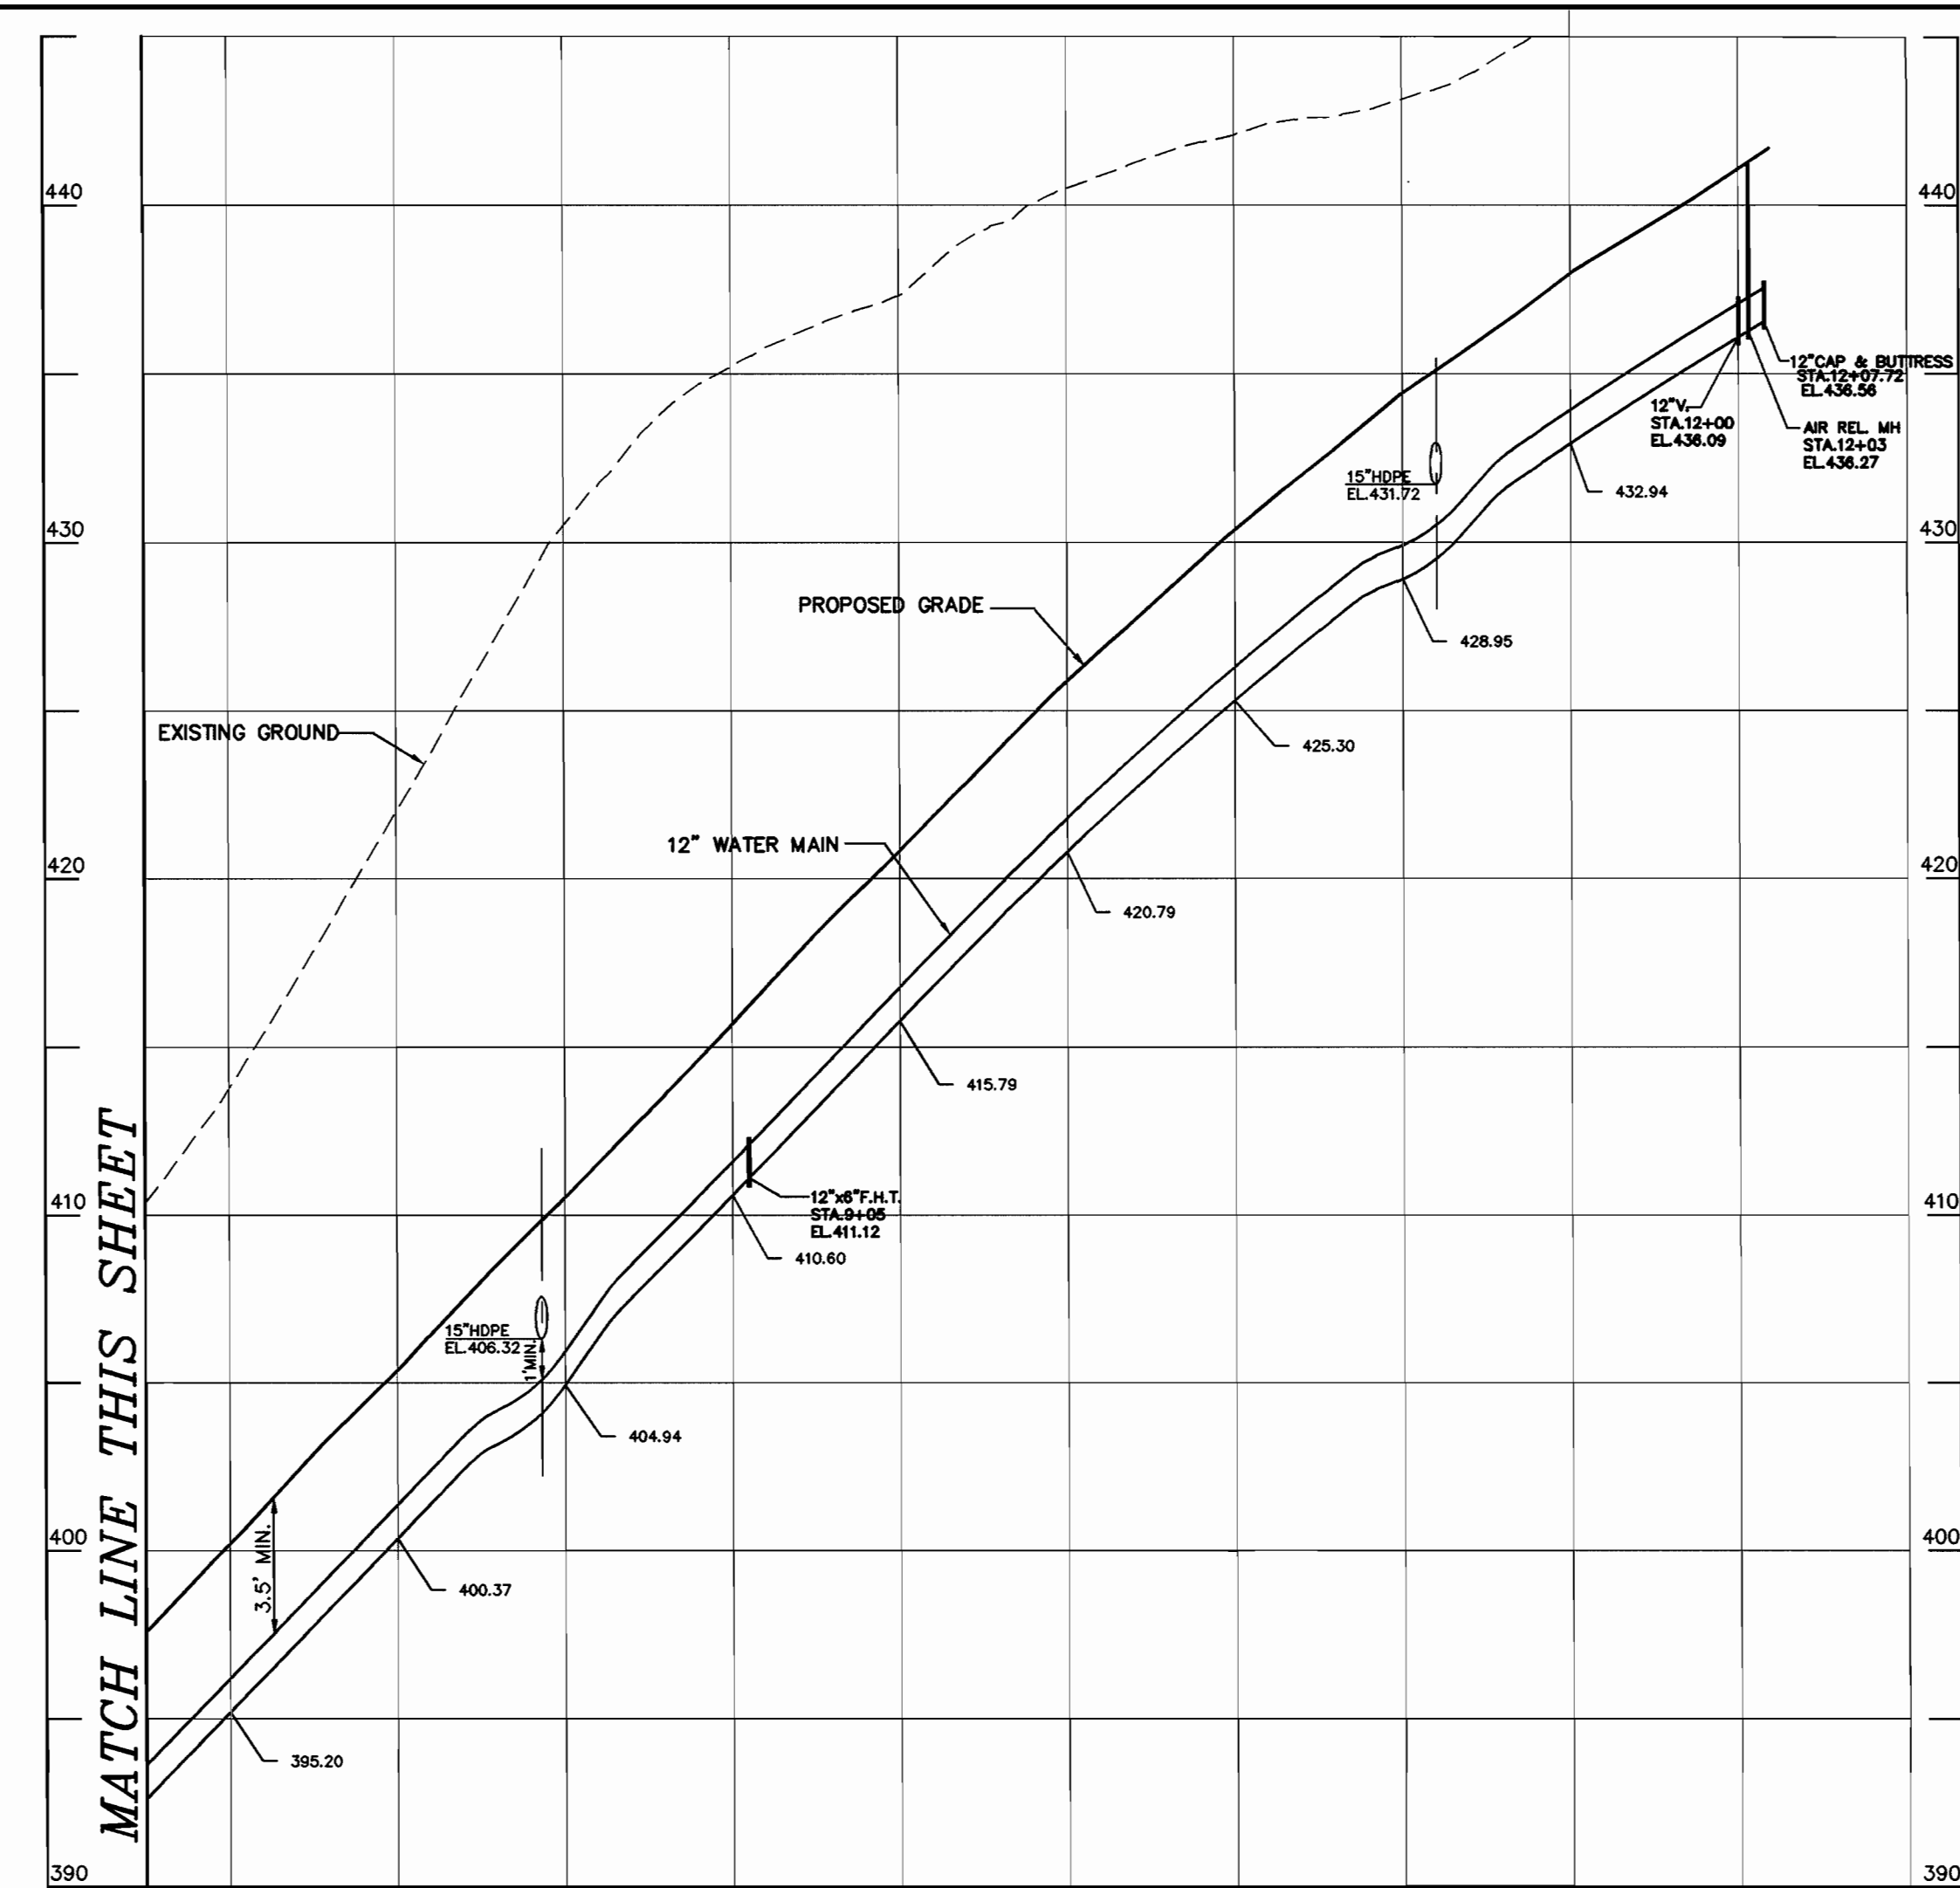 440
440
12"CAP & BUTTRESS
STA.12+07.72
EL.436.56
12"V.
STA.12+00
EL.436.09
AIR REL. MH
STA.12+03
EL.436.27
15"HDPE
EL.431.72
432.94
430
430
PROPOSED GRADE
428.95
EXISTING GROUND
425.30
12" WATER MAIN
420
420
420.79
415.79
MATCH LINE THIS SHEET
410
410
12"x6"F.H.T.
STA.9+05
EL.411.12
410.60
15"HDPE
EL.406.32
1'MIN.
404.94
400
400
3.5' MIN.
400.37
395.20
390
390